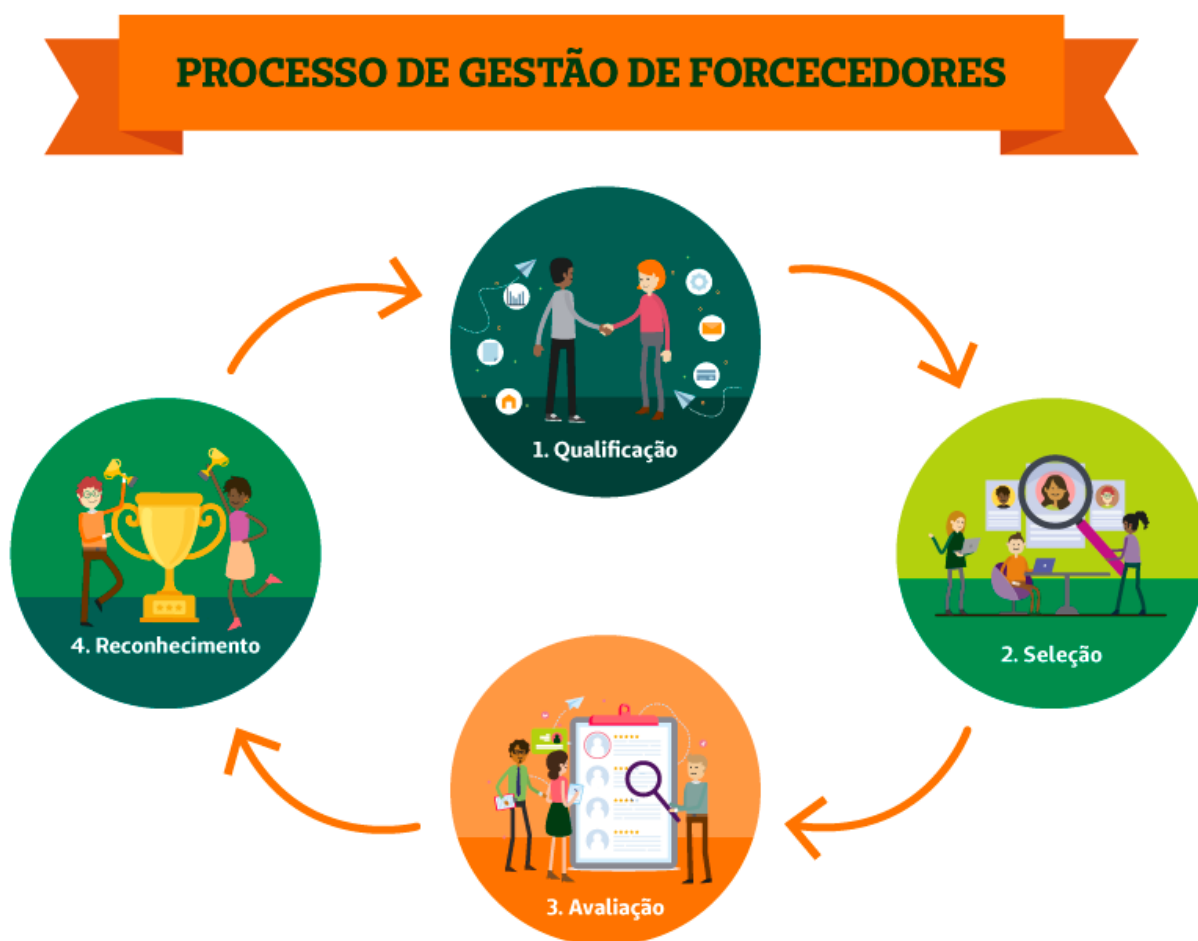 PROCESSO DE GESTÃO DE FORCECEDORES
1. Qualificação
2. Seleção
3. Avaliação
4. Reconhecimento